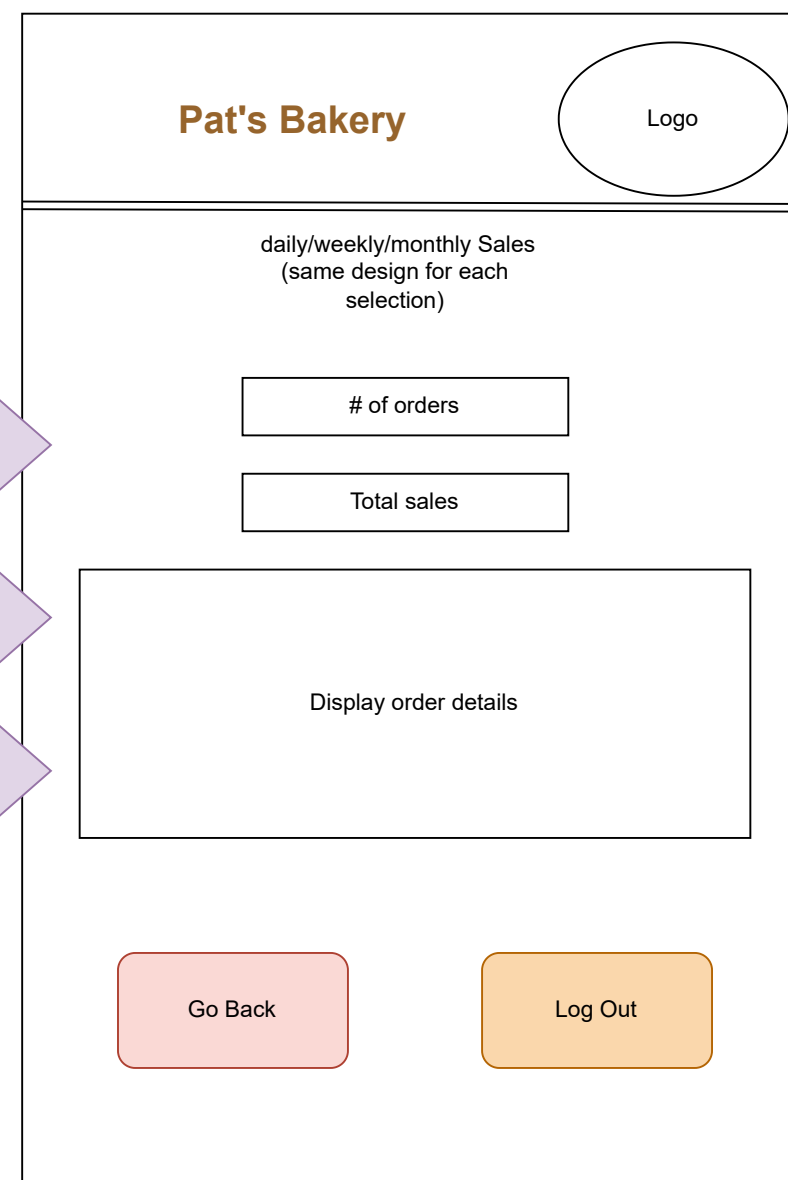 Pat's Bakery
Logo
daily/weekly/monthly Sales
(same design for each
selection)
# of orders
Total sales
Display order details
Go Back
Log Out